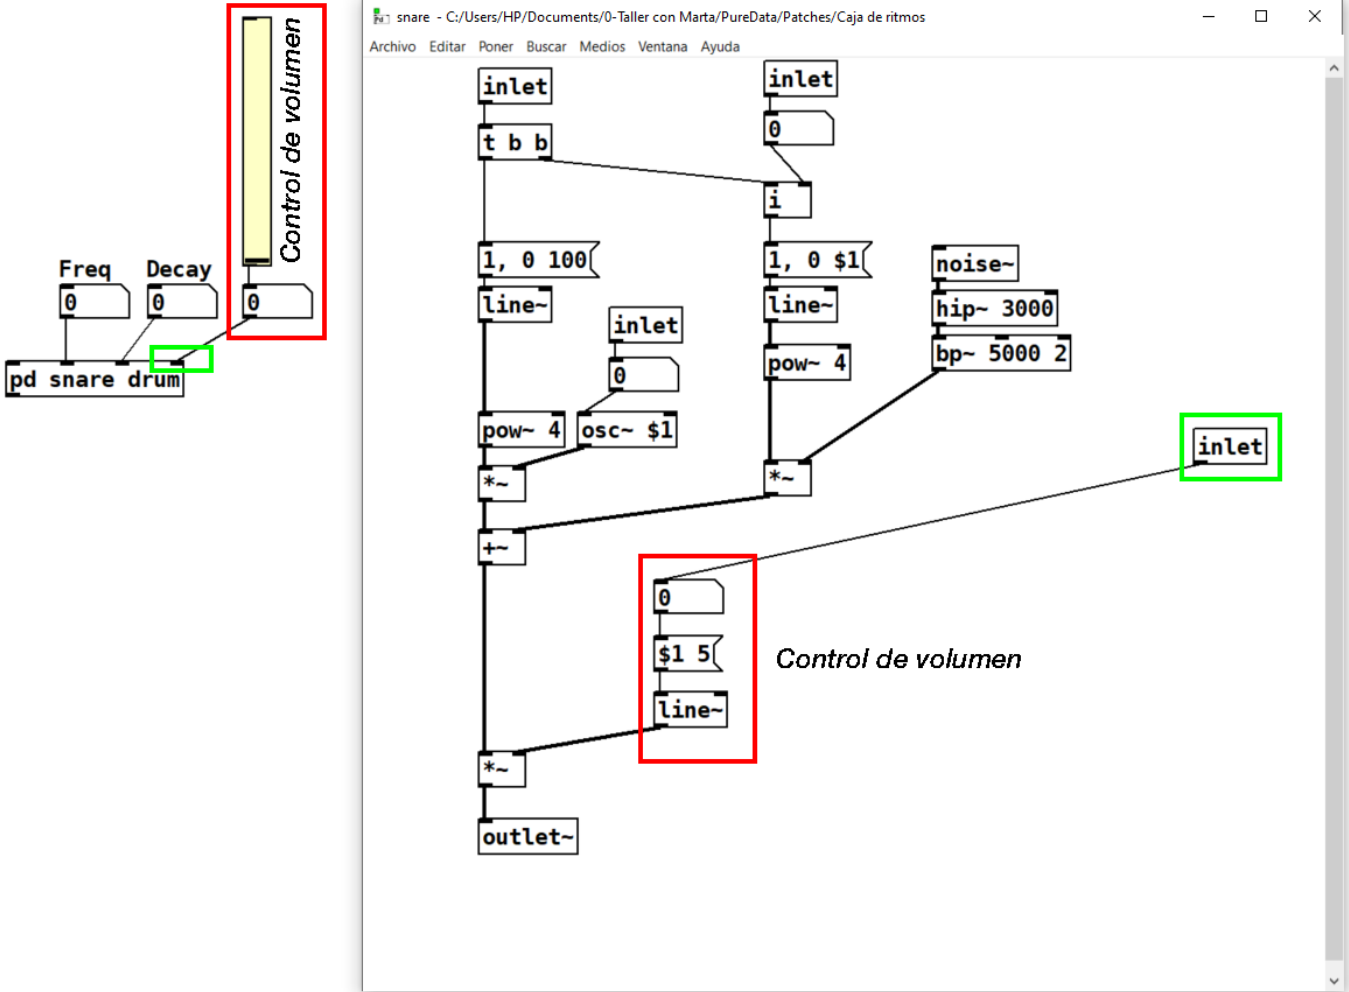 Control de volumen
Freq
Decay
0
0
0
pd snare drum
snare - C:/Users/HP/Documents/0-Taller con Marta/PureData/Patches/Caja de ritmos
Archivo Editar Poner Buscar Medios Ventana Ayuda
inlet
inlet
t b b
0
i
1, 0 100
1, 0 $1
noise~
line~
line~
hip~ 3000
inlet
bp~ 5000 2
0
pow~ 4
pow~ 4
osc~ $1
inlet
*~
*~
+~
0
$1 5
Control de volumen
line~
*~
outlet~